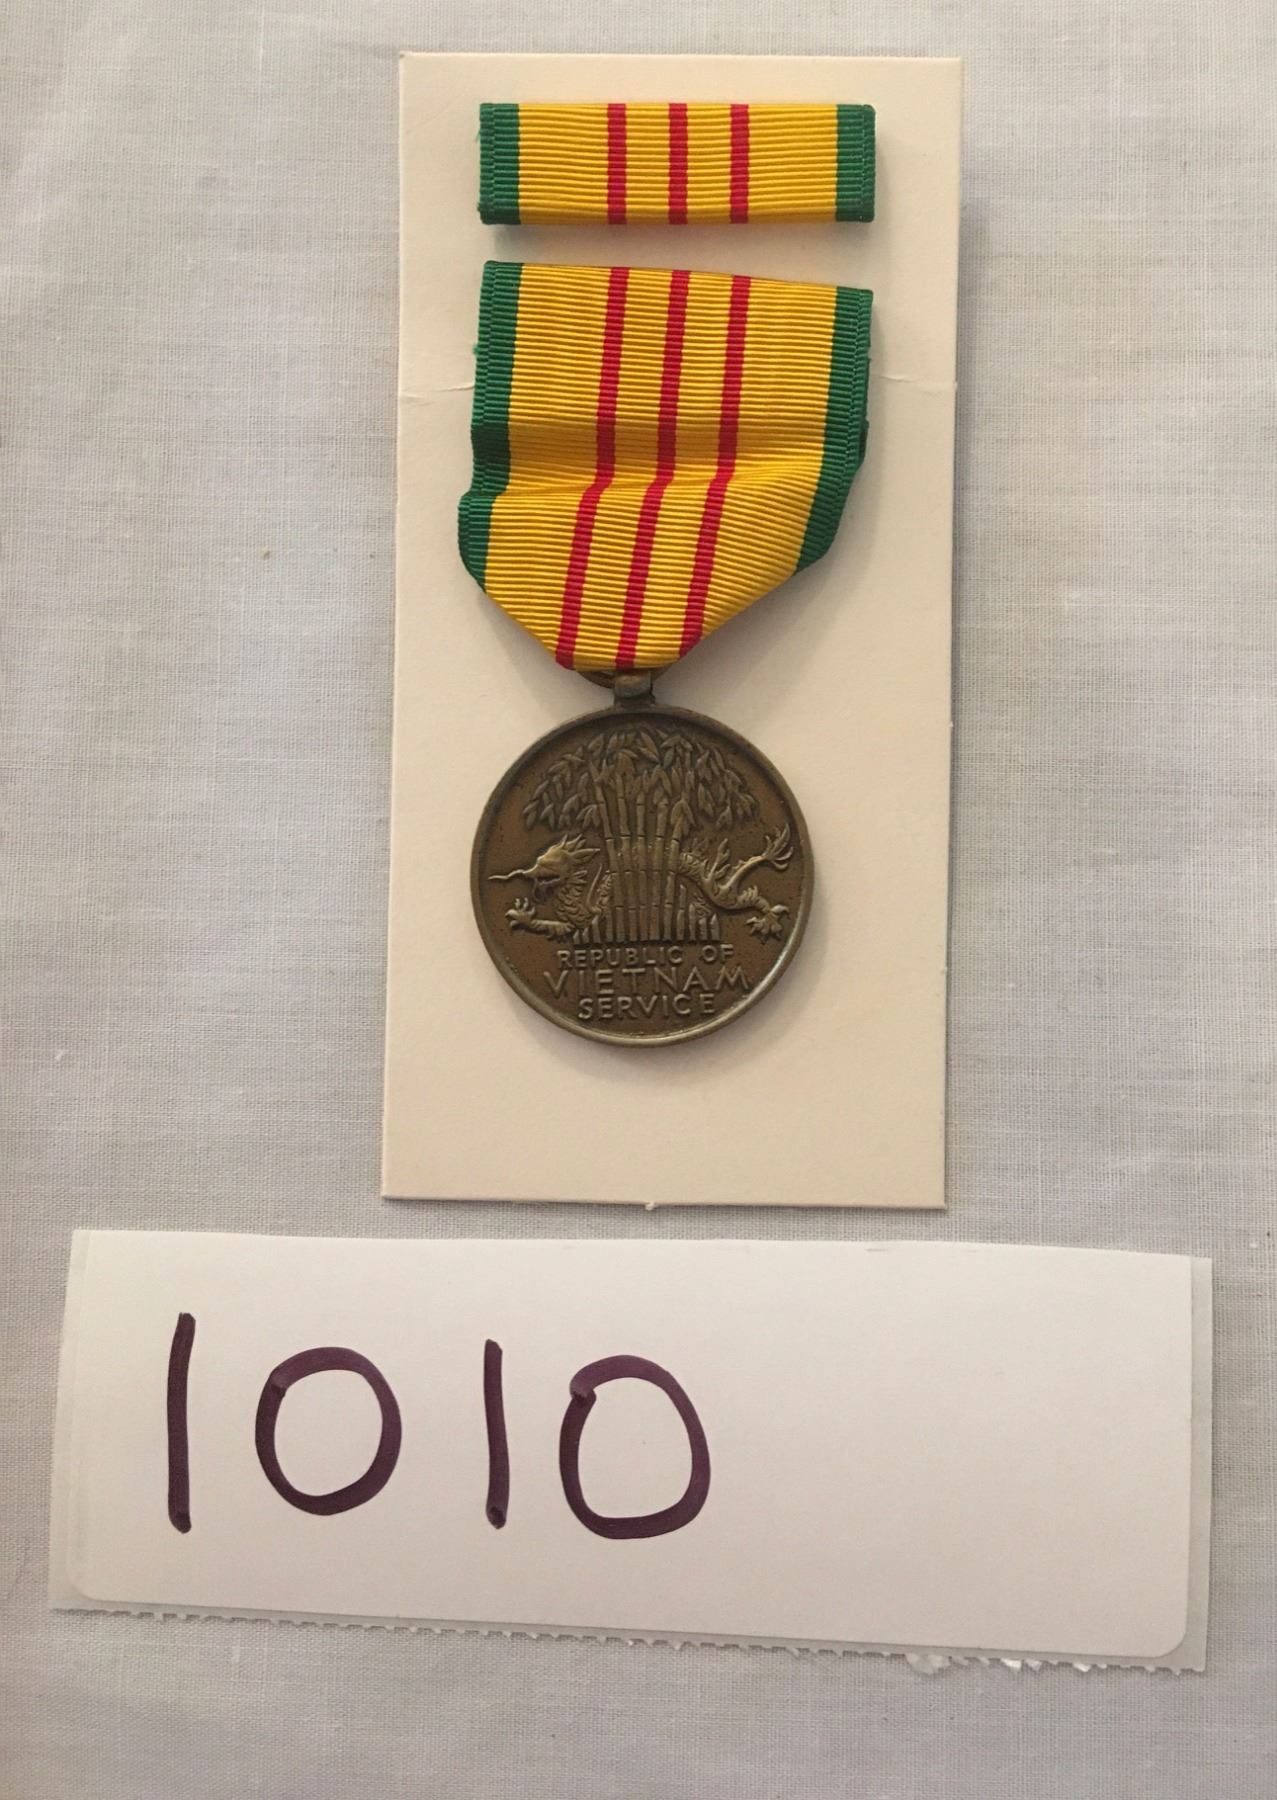 REPUBLIC OF
VIETNAM
SERVICE
1010